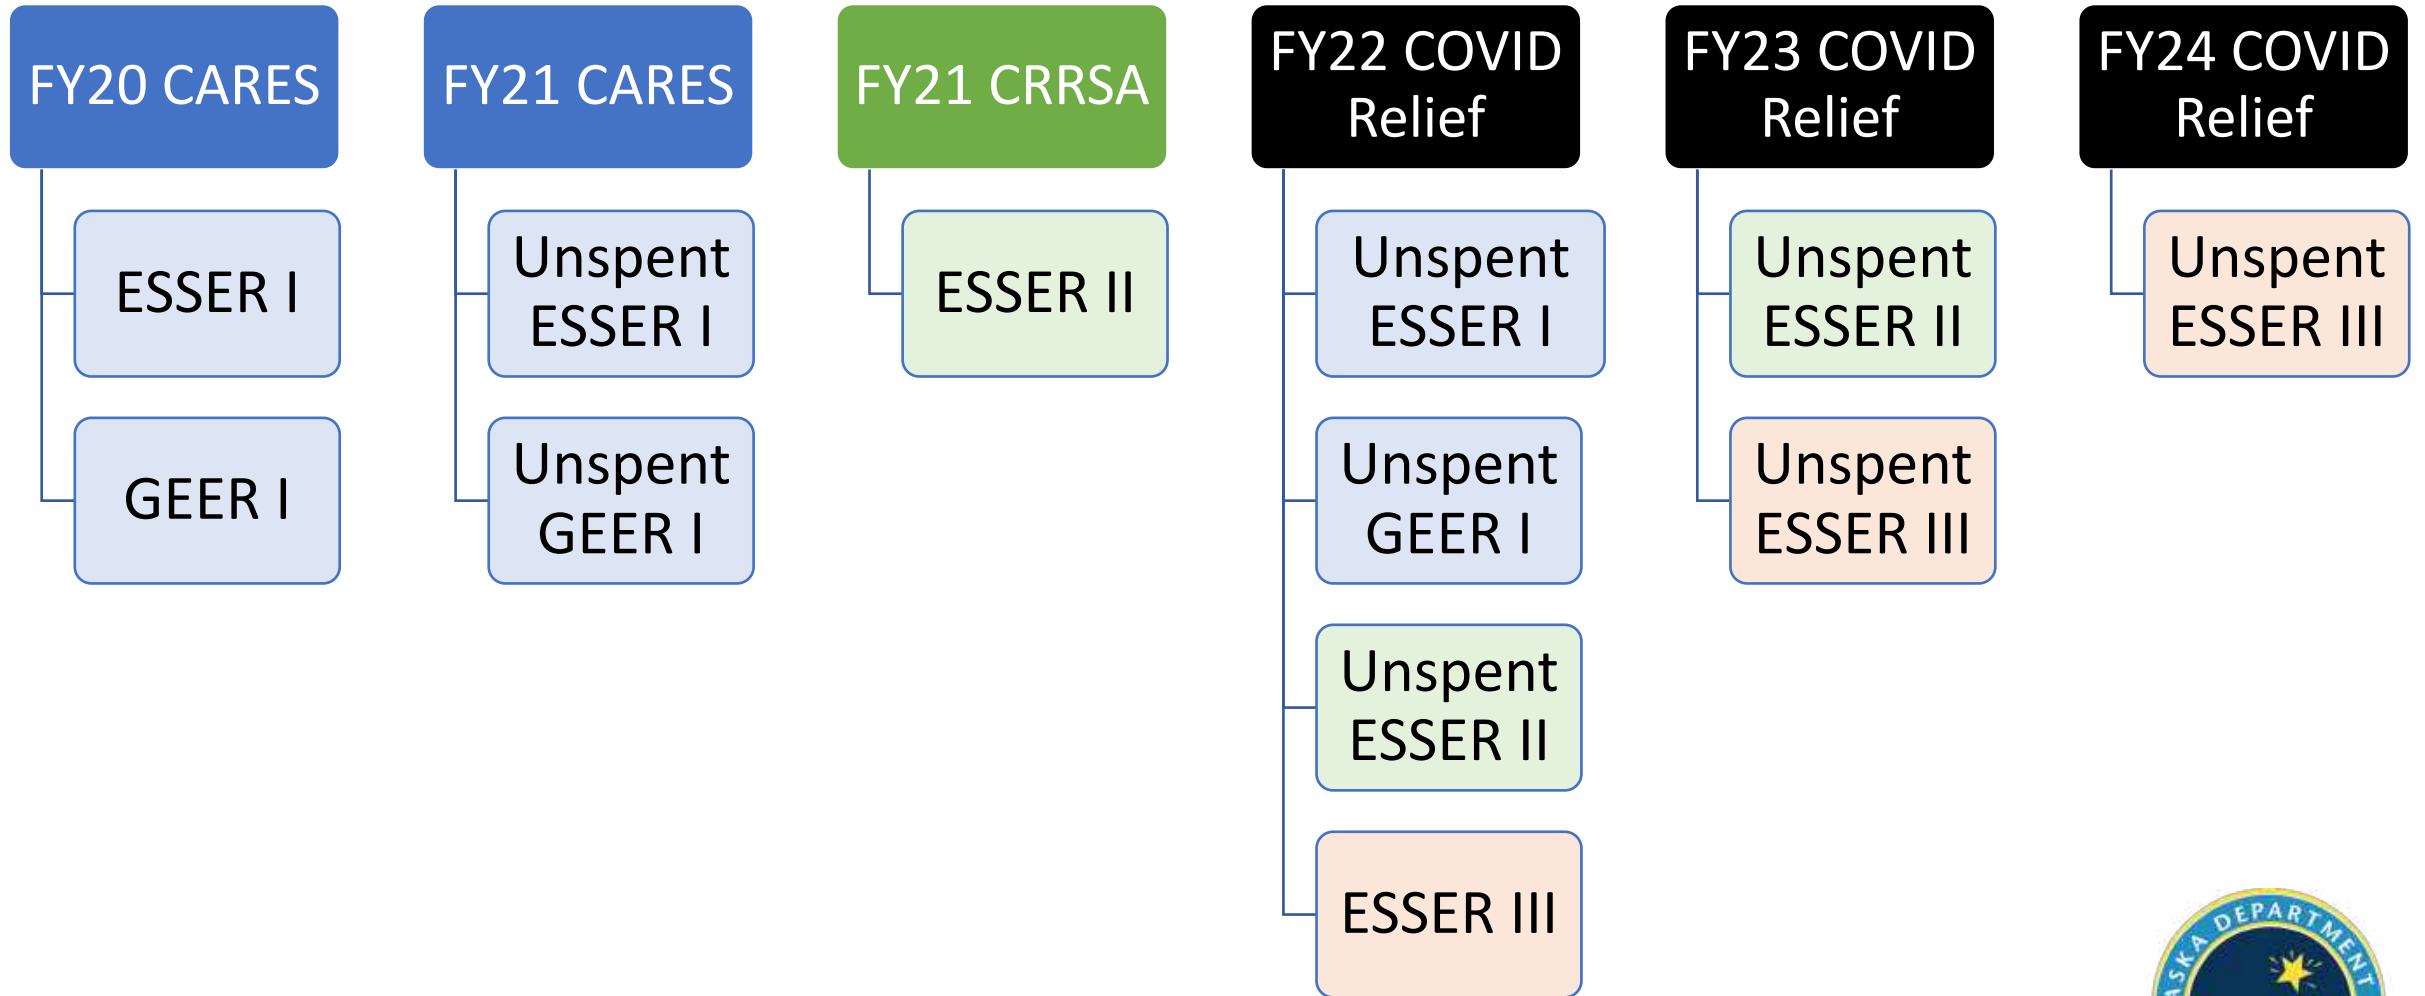 FY20 CARES
ESSER I
GEER I
FY21 CARES
Unspent
ESSER I
Unspent
GEER I
FY21 CRRSA
ESSER II
FY22 COVID
Relief
Unspent
ESSER I
Unspent
GEER I
Unspent
ESSER II
ESSER III
FY23 COVID
Relief
Unspent
ESSER II
Unspent
ESSER III
FY24 COVID
Relief
Unspent
ESSER III
ASKA DEPARTMENT